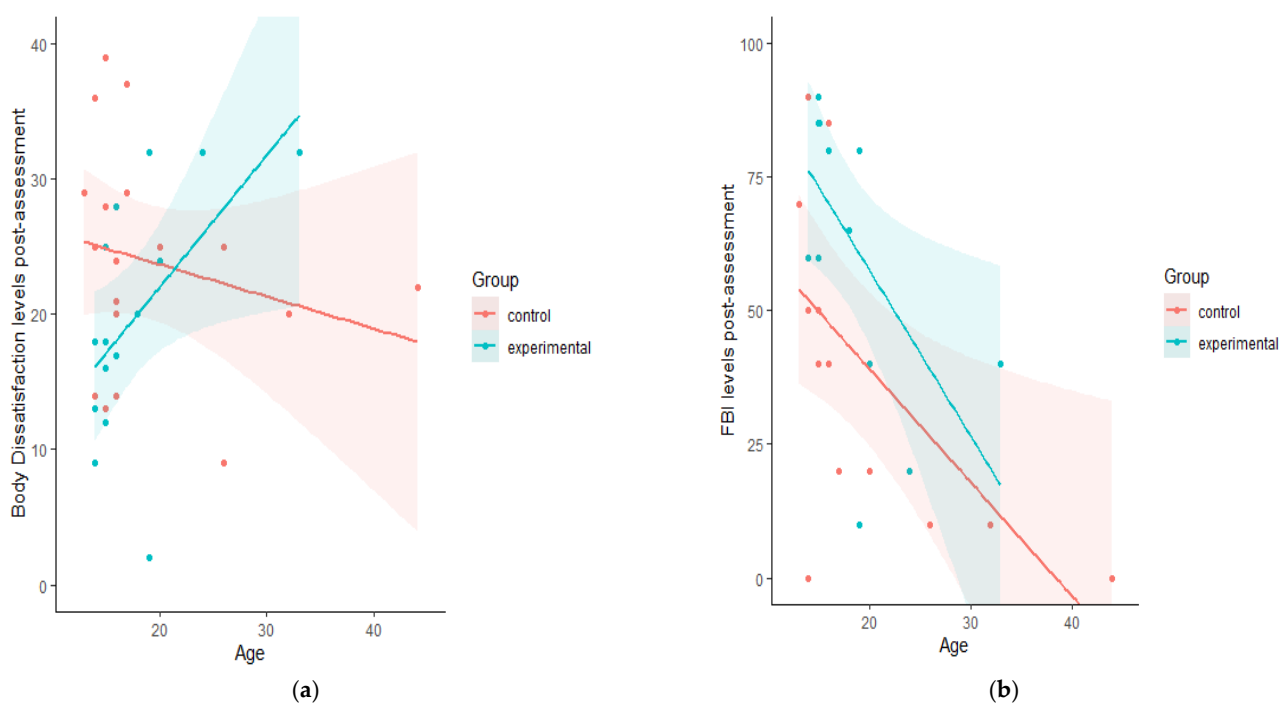 Body Dissatisfaction levels post-assessment
40
30
20
10
0
20
30
40
Age
Group
control
experimental
(a)
FBI levels post-assessment
100
75
50
25
0
20
30
40
Age
Group
control
experimental
(b)